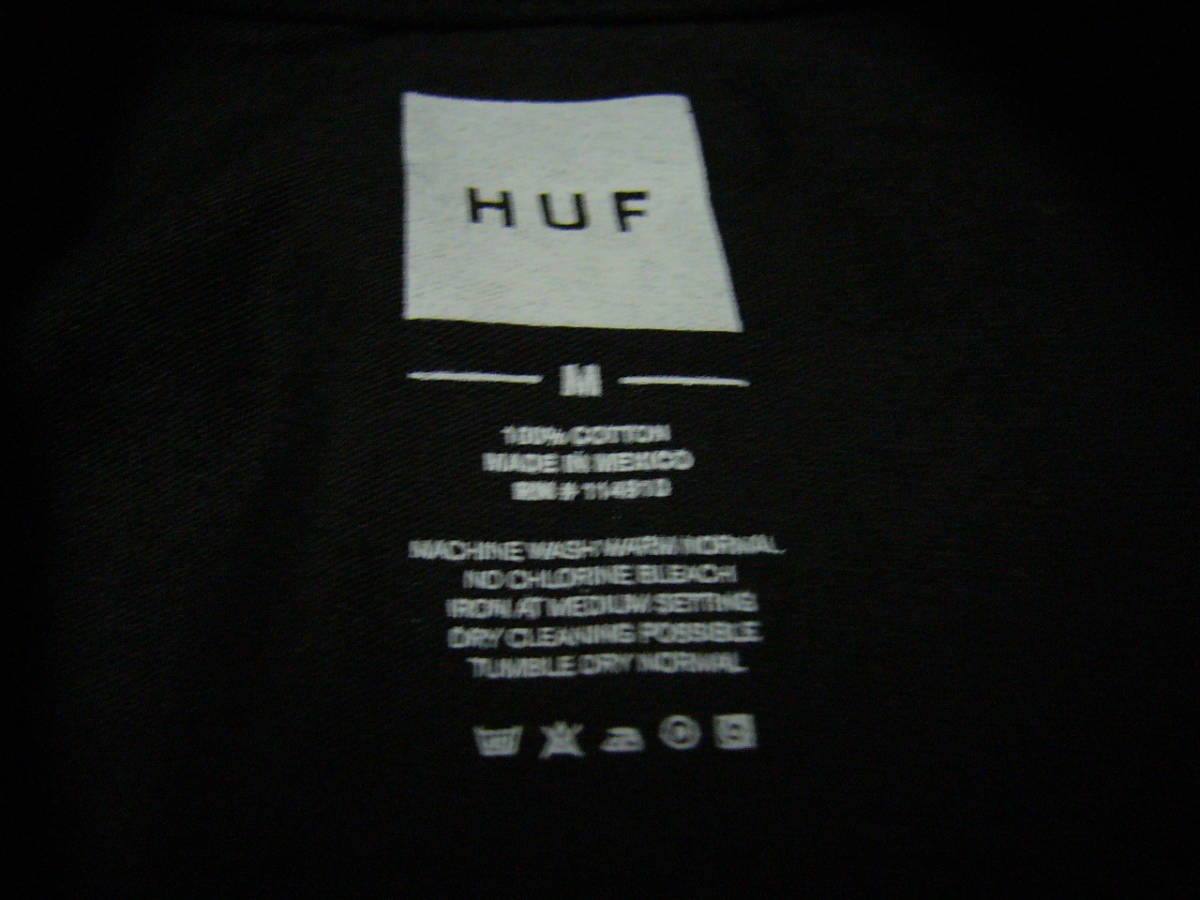 HUF
M
100% COTTON
MADE IN MEXICO
RN #
MACHINE WASH WARM NORMAL
NO CHLORINE BLEACH
IRON AT MEDIUM SETTING
DRY CLEANING POSSIBLE
TUMBLE DRY NORMAL